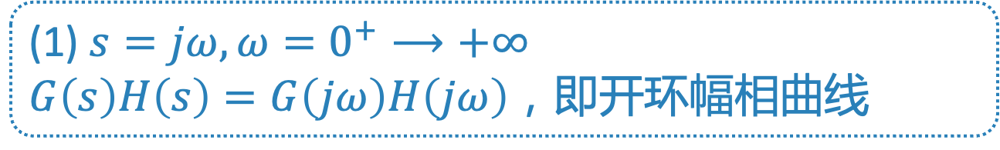 (1) s = jω, ω = 0⁺ ⟶ +∞
G(s)H(s) = G(jω)H(jω)，即开环幅相曲线